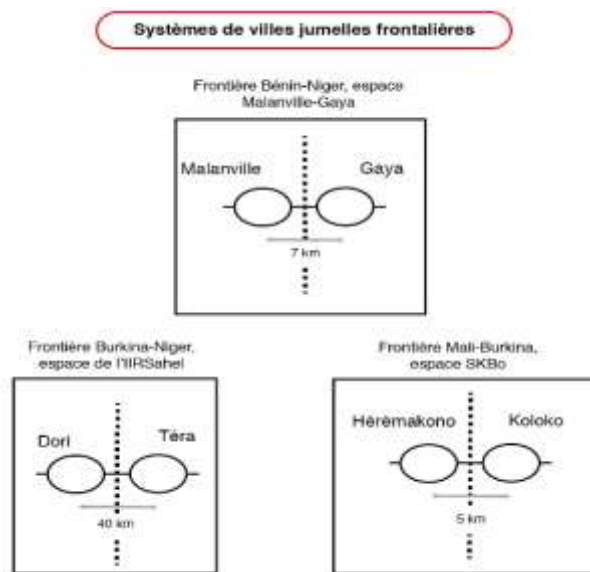 Systèmes de villes jumelles frontalières
Frontière Bénin-Niger, espace
Malanville-Gaya
Malanville
Gaya
7 km
Frontière Burkina-Niger,
espace de l'IIRSahel
Dori
Téra
40 km
Frontière Mali-Burkina,
espace SKBo
Hèrèmakono
Koloko
5 km